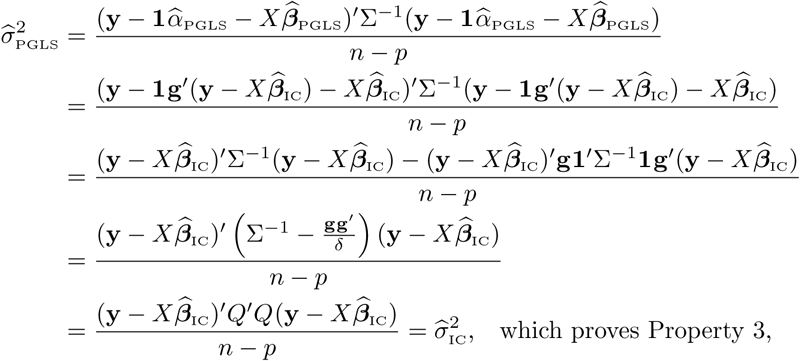 σ̂²_PGLS = (𝐲 − 𝟏α̂_PGLS − X𝛃̂_PGLS)′Σ⁻¹(𝐲 − 𝟏α̂_PGLS − X𝛃̂_PGLS) / n − p
= (𝐲 − 𝟏𝐠′(𝐲 − X𝛃̂_IC) − X𝛃̂_IC)′Σ⁻¹(𝐲 − 𝟏𝐠′(𝐲 − X𝛃̂_IC) − X𝛃̂_IC) / n − p
= (𝐲 − X𝛃̂_IC)′Σ⁻¹(𝐲 − X𝛃̂_IC) − (𝐲 − X𝛃̂_IC)′𝐠𝟏′Σ⁻¹𝟏𝐠′(𝐲 − X𝛃̂_IC) / n − p
= (𝐲 − X𝛃̂_IC)′ (Σ⁻¹ − 𝐠𝐠′/δ) (𝐲 − X𝛃̂_IC) / n − p
= (𝐲 − X𝛃̂_IC)′Q′Q(𝐲 − X𝛃̂_IC) / n − p = σ̂²_IC, which proves Property 3,